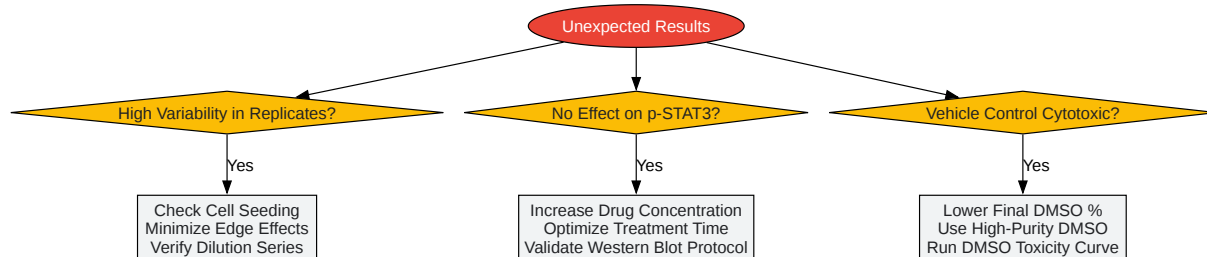 Unexpected Results
High Variability in Replicates?
No Effect on p-STAT3?
Vehicle Control Cytotoxic?
Yes
Yes
Yes
Check Cell Seeding
Minimize Edge Effects
Verify Dilution Series
Increase Drug Concentration
Optimize Treatment Time
Validate Western Blot Protocol
Lower Final DMSO %
Use High-Purity DMSO
Run DMSO Toxicity Curve